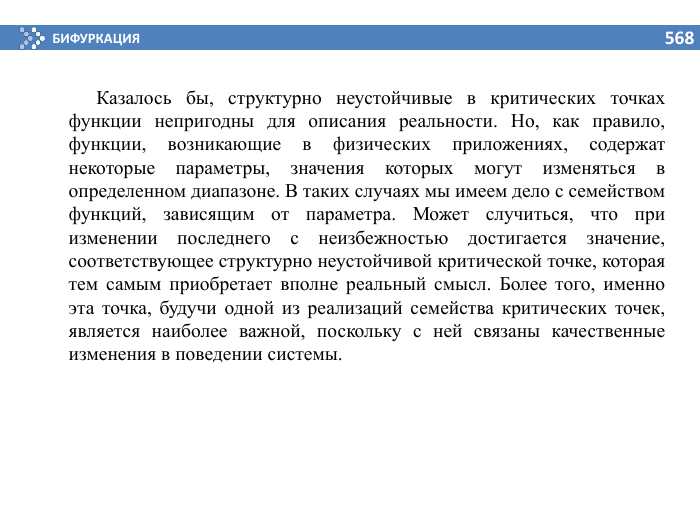 БИФУРКАЦИЯ
568
Казалось бы, структурно неустойчивые в критических точках
функции непригодны для описания реальности. Но, как правило,
функции, возникающие в физических приложениях, содержат
некоторые параметры, значения которых могут изменяться в
определенном диапазоне. В таких случаях мы имеем дело с семейством
функций, зависящим от параметра. Может случиться, что при
изменении последнего с неизбежностью достигается значение,
соответствующее структурно неустойчивой критической точке, которая
тем самым приобретает вполне реальный смысл. Более того, именно
эта точка, будучи одной из реализаций семейства критических точек,
является наиболее важной, поскольку с ней связаны качественные
изменения в поведении системы.